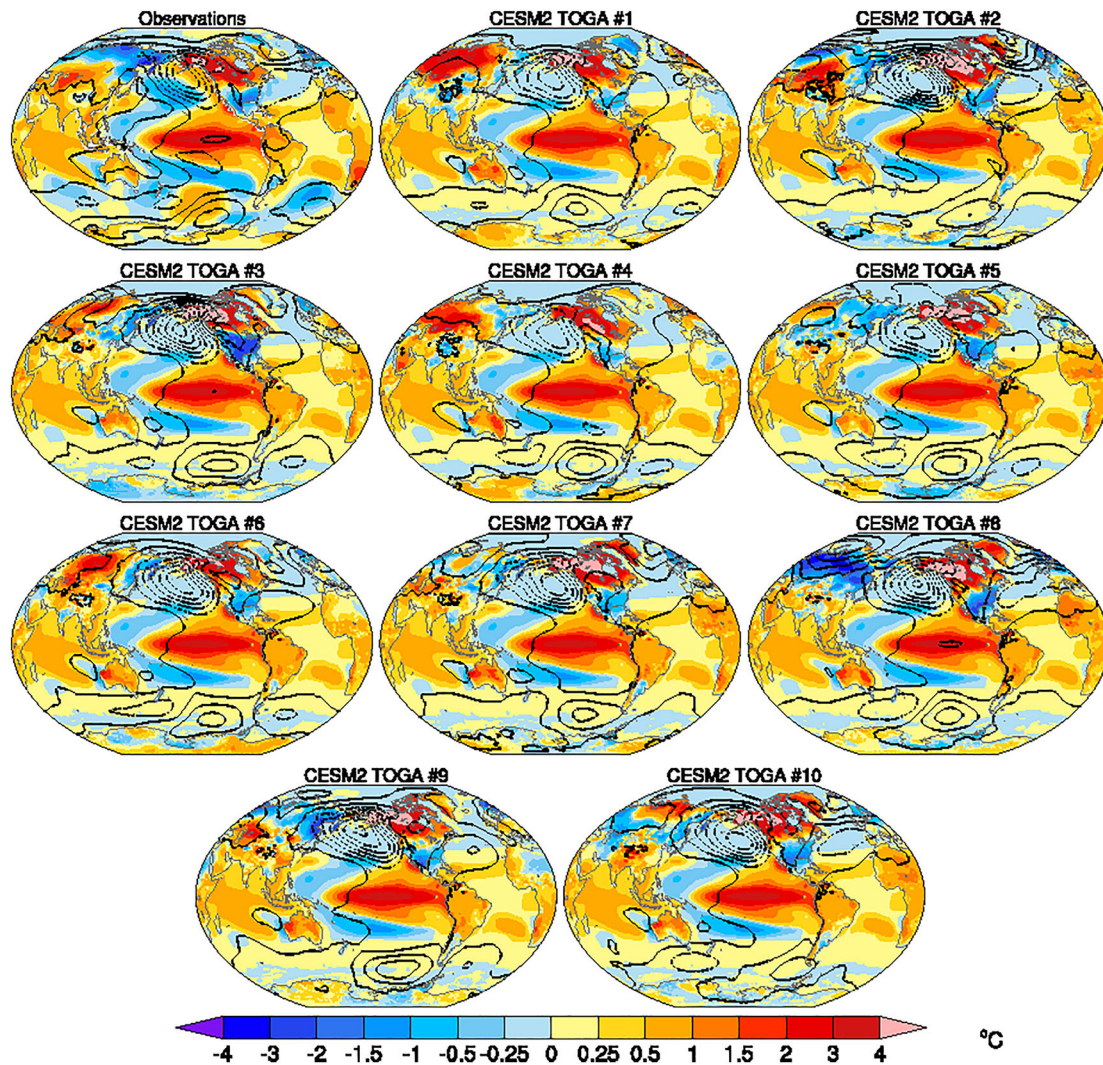 Observations
CESM2 TOGA #1
CESM2 TOGA #2
CESM2 TOGA #3
CESM2 TOGA #4
CESM2 TOGA #5
CESM2 TOGA #6
CESM2 TOGA #7
CESM2 TOGA #8
CESM2 TOGA #9
CESM2 TOGA #10
-4 -3 -2 -1.5 -1 -0.5 -0.25 0 0.25 0.5 1 1.5 2 3 4 °C